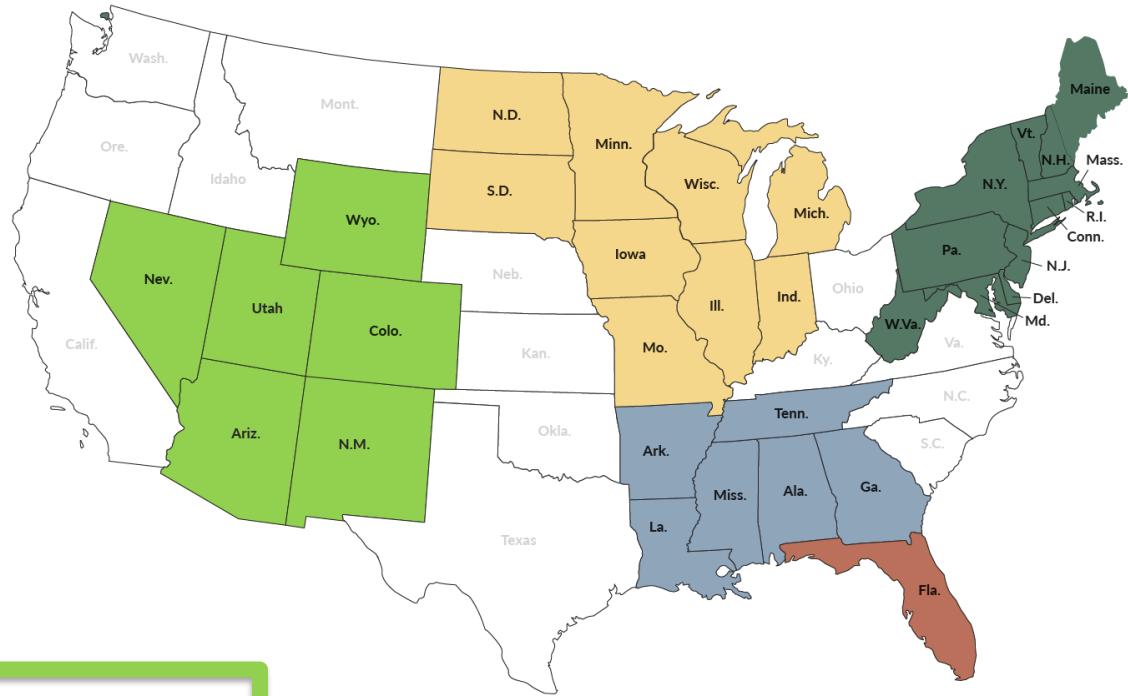 Wash.
Mont.
N.D.
Maine
Minn.
Vt.
Ore.
N.H.
Mass.
Idaho
S.D.
Wisc.
N.Y.
Wyo.
Mich.
R.I.
Conn.
Iowa
Pa.
N.J.
Nev.
Neb.
Ohio
Utah
Ill.
Ind.
Del.
Md.
Colo.
W.Va.
Calif.
Mo.
Kan.
Ky.
Va.
N.C.
Tenn.
Ariz.
N.M.
Okla.
Ark.
S.C.
Miss.
Ala.
Ga.
La.
Texas
Fla.